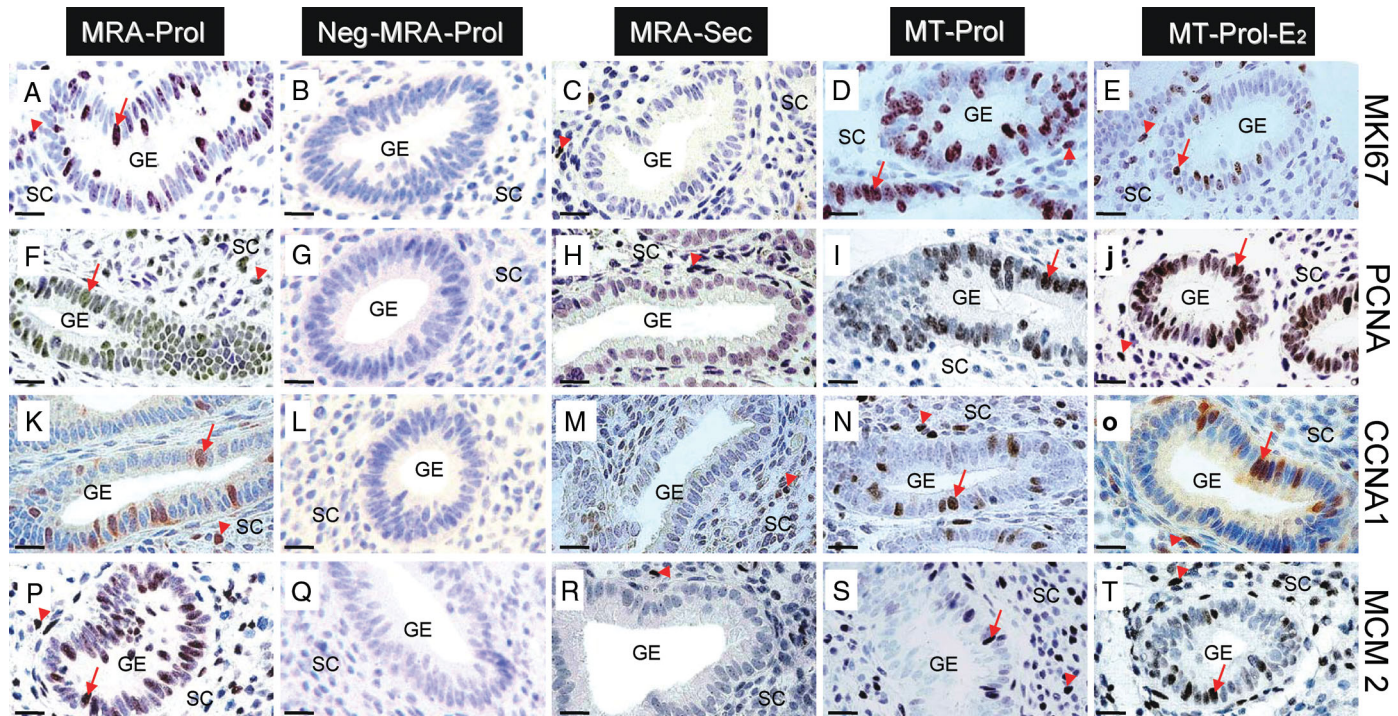 MRA-Prol Neg-MRA-Prol MRA-Sec MT-Prol MT-Prol-E₂
A GE SC
B GE SC
C GE SC
D SC GE
E GE SC
MKI67
F SC GE
G SC GE
H SC GE
I GE SC
j SC GE
PCNA
K GE SC
L GE SC
M GE SC
N SC GE
o SC GE
CCNA1
P GE SC
Q GE SC
R GE SC
S SC GE
T SC GE
MCM 2